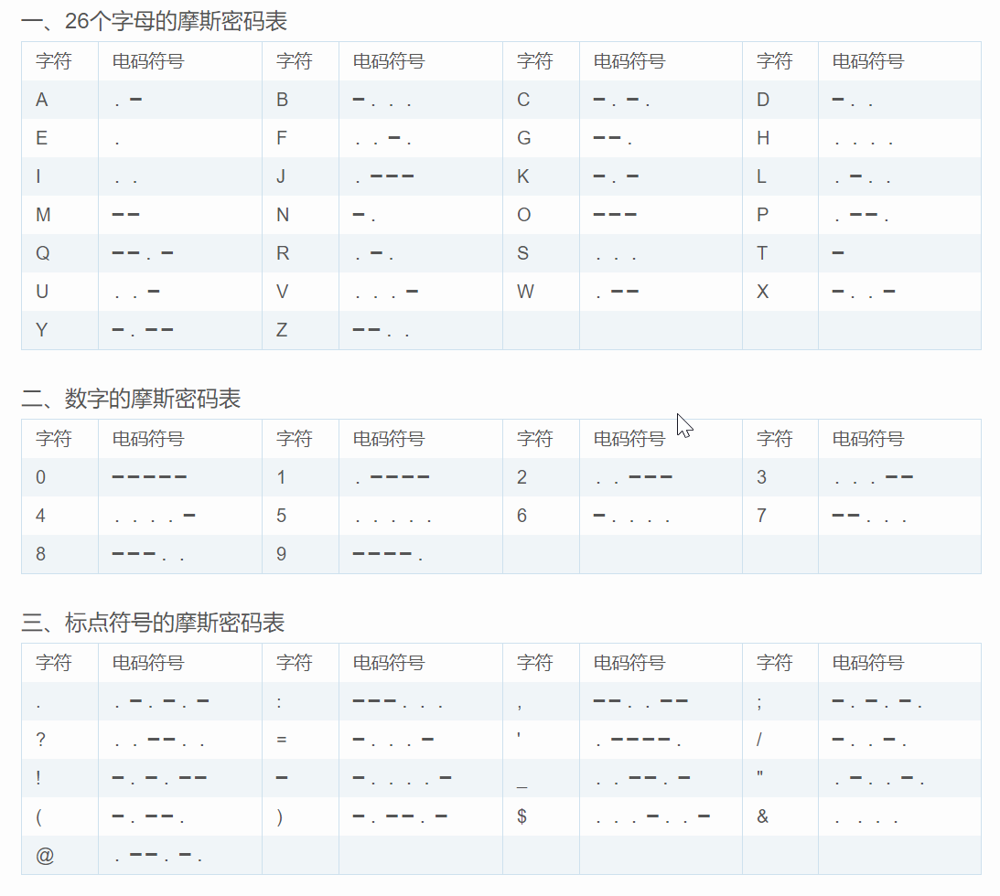 一、26个字母的摩斯密码表
字符 电码符号 字符 电码符号 字符 电码符号 字符 电码符号
A .━ B ━... C ━.━. D ━..
E . F ..━. G ━━. H ....
I .. J .━━━ K ━.━ L .━..
M ━━ N ━. O ━━━ P .━━.
Q ━━.━ R .━. S ... T ━
U ..━ V ...━ W .━━ X ━..━
Y ━.━━ Z ━━..
二、数字的摩斯密码表
字符 电码符号 字符 电码符号 字符 电码符号 字符 电码符号
0 ━━━━━ 1 .━━━━ 2 ..━━━ 3 ...━━
4 ....━ 5 ..... 6 ━.... 7 ━━...
8 ━━━.. 9 ━━━━.
三、标点符号的摩斯密码表
字符 电码符号 字符 电码符号 字符 电码符号 字符 电码符号
. .━.━.━ : ━━━... , ━━..━━ ; ━.━.━.
? ..━━.. = ━...━ ' .━━━━. / ━..━.
! ━.━.━━ ━ ━....━ _ ..━━.━ " .━..━.
( ━.━━. ) ━.━━.━ $ ...━..━ & ....
@ .━━.━.